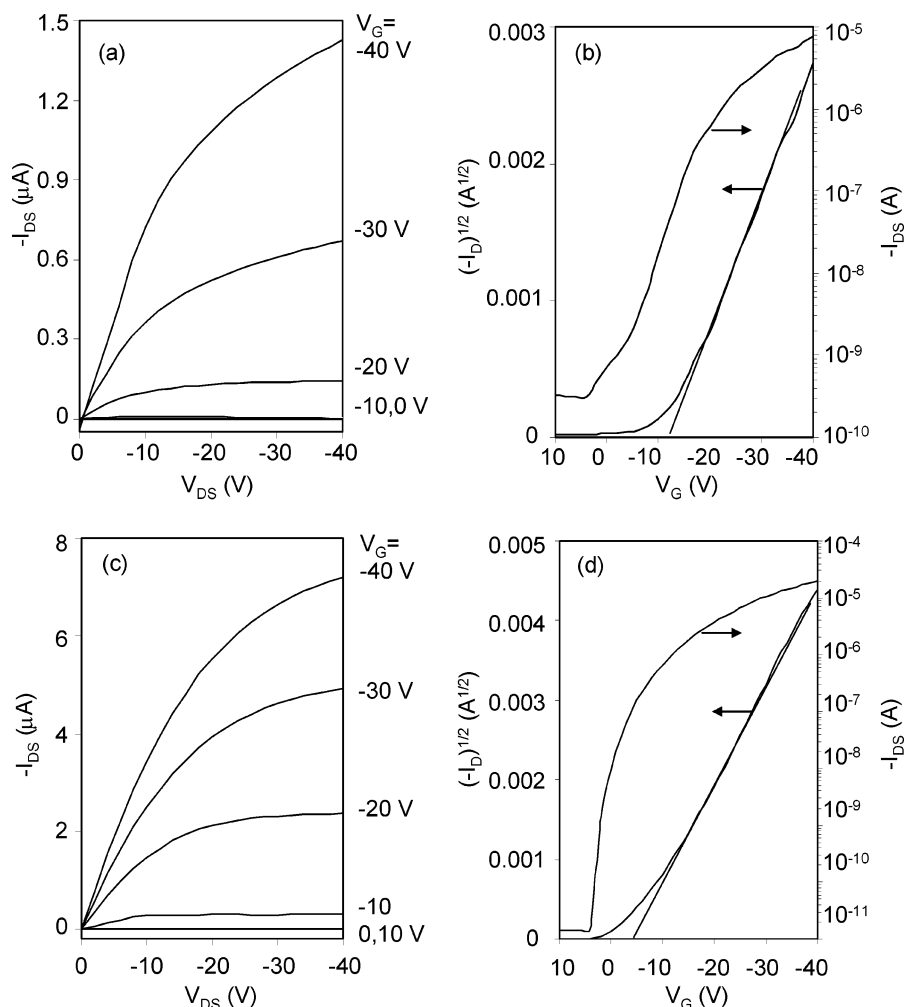 (a)
V_G=
-40 V
-30 V
-20 V
-10,0 V
1.5
1.2
0.9
0.6
0.3
0
-I_DS (μA)
0 -10 -20 -30 -40
V_DS (V)
(b)
0.003
0.002
0.001
0
(-I_D)^1/2 (A^1/2)
10^-5
10^-6
10^-7
10^-8
10^-9
10^-10
-I_DS (A)
10 0 -10 -20 -30 -40
V_G (V)
(c)
V_G=
-40 V
-30 V
-20 V
-10
0,10 V
8
6
4
2
0
-I_DS (μA)
0 -10 -20 -30 -40
V_DS (V)
(d)
0.005
0.004
0.003
0.002
0.001
0
(-I_D)^1/2 (A^1/2)
10^-4
10^-5
10^-6
10^-7
10^-8
10^-9
10^-10
10^-11
-I_DS (A)
10 0 -10 -20 -30 -40
V_G (V)